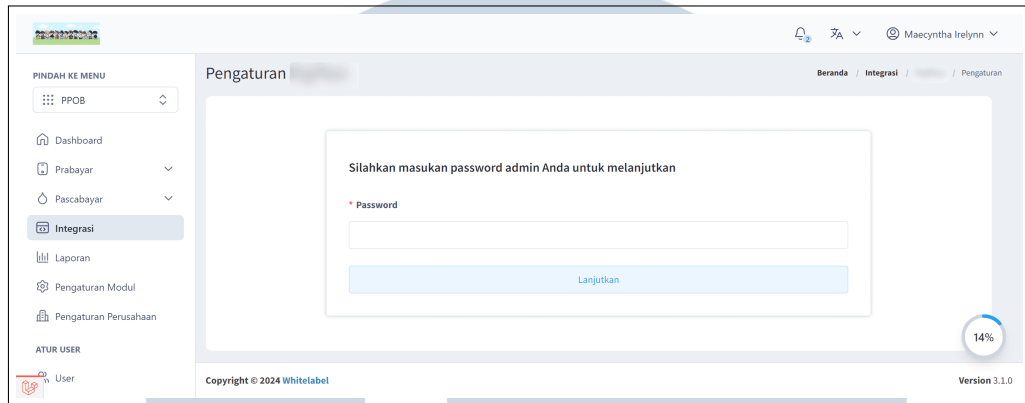 2
Maecyntha Irelynn
PINDAH KE MENU
PPOB
Dashboard
Prabayar
Pascabayar
Integrasi
Laporan
Pengaturan Modul
Pengaturan Perusahaan
ATUR USER
User
Pengaturan
Beranda / Integrasi / / Pengaturan
Silahkan masukan password admin Anda untuk melanjutkan
* Password
Lanjutkan
14%
Copyright © 2024 Whitelabel
Version 3.1.0